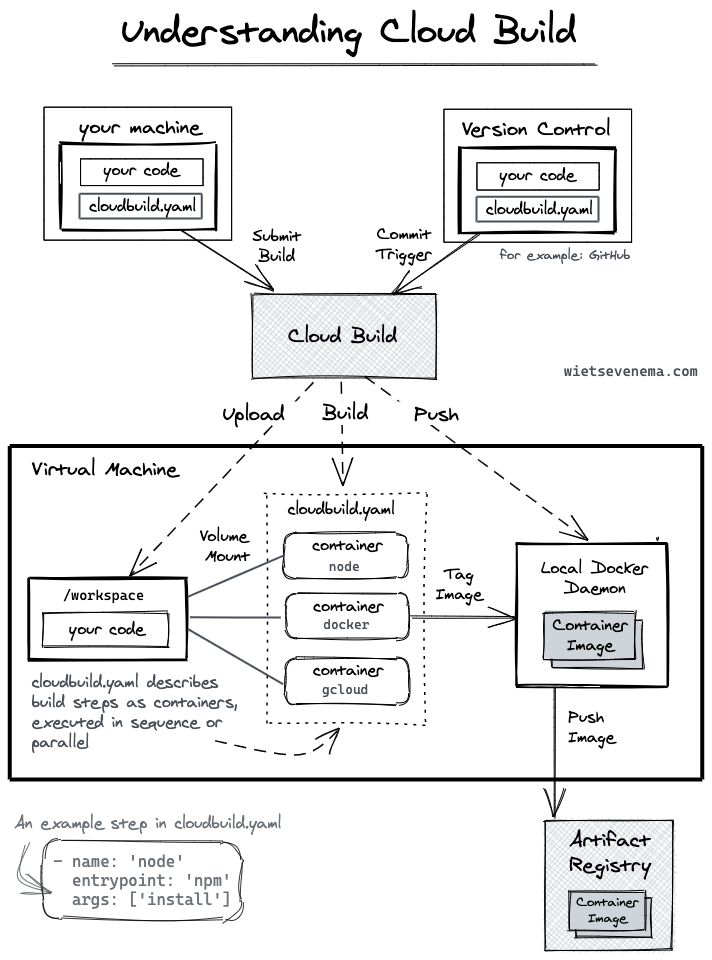 Understanding Cloud Build
your machine
your code
cloudbuild.yaml
Version Control
your code
cloudbuild.yaml
for example: GitHub
Submit
Build
Commit
Trigger
Cloud Build
wietsevenema.com
Upload
Build
Push
Virtual Machine
cloudbuild.yaml
container
node
container
docker
container
gcloud
Volume
Mount
/workspace
your code
cloudbuild.yaml describes
build steps as containers,
executed in sequence or
parallel
Tag
Image
Local Docker
Daemon
Container
Image
Push
Image
Artifact
Registry
Container
Image
An example step in cloudbuild.yaml
- name: 'node'
entrypoint: 'npm'
args: ['install']